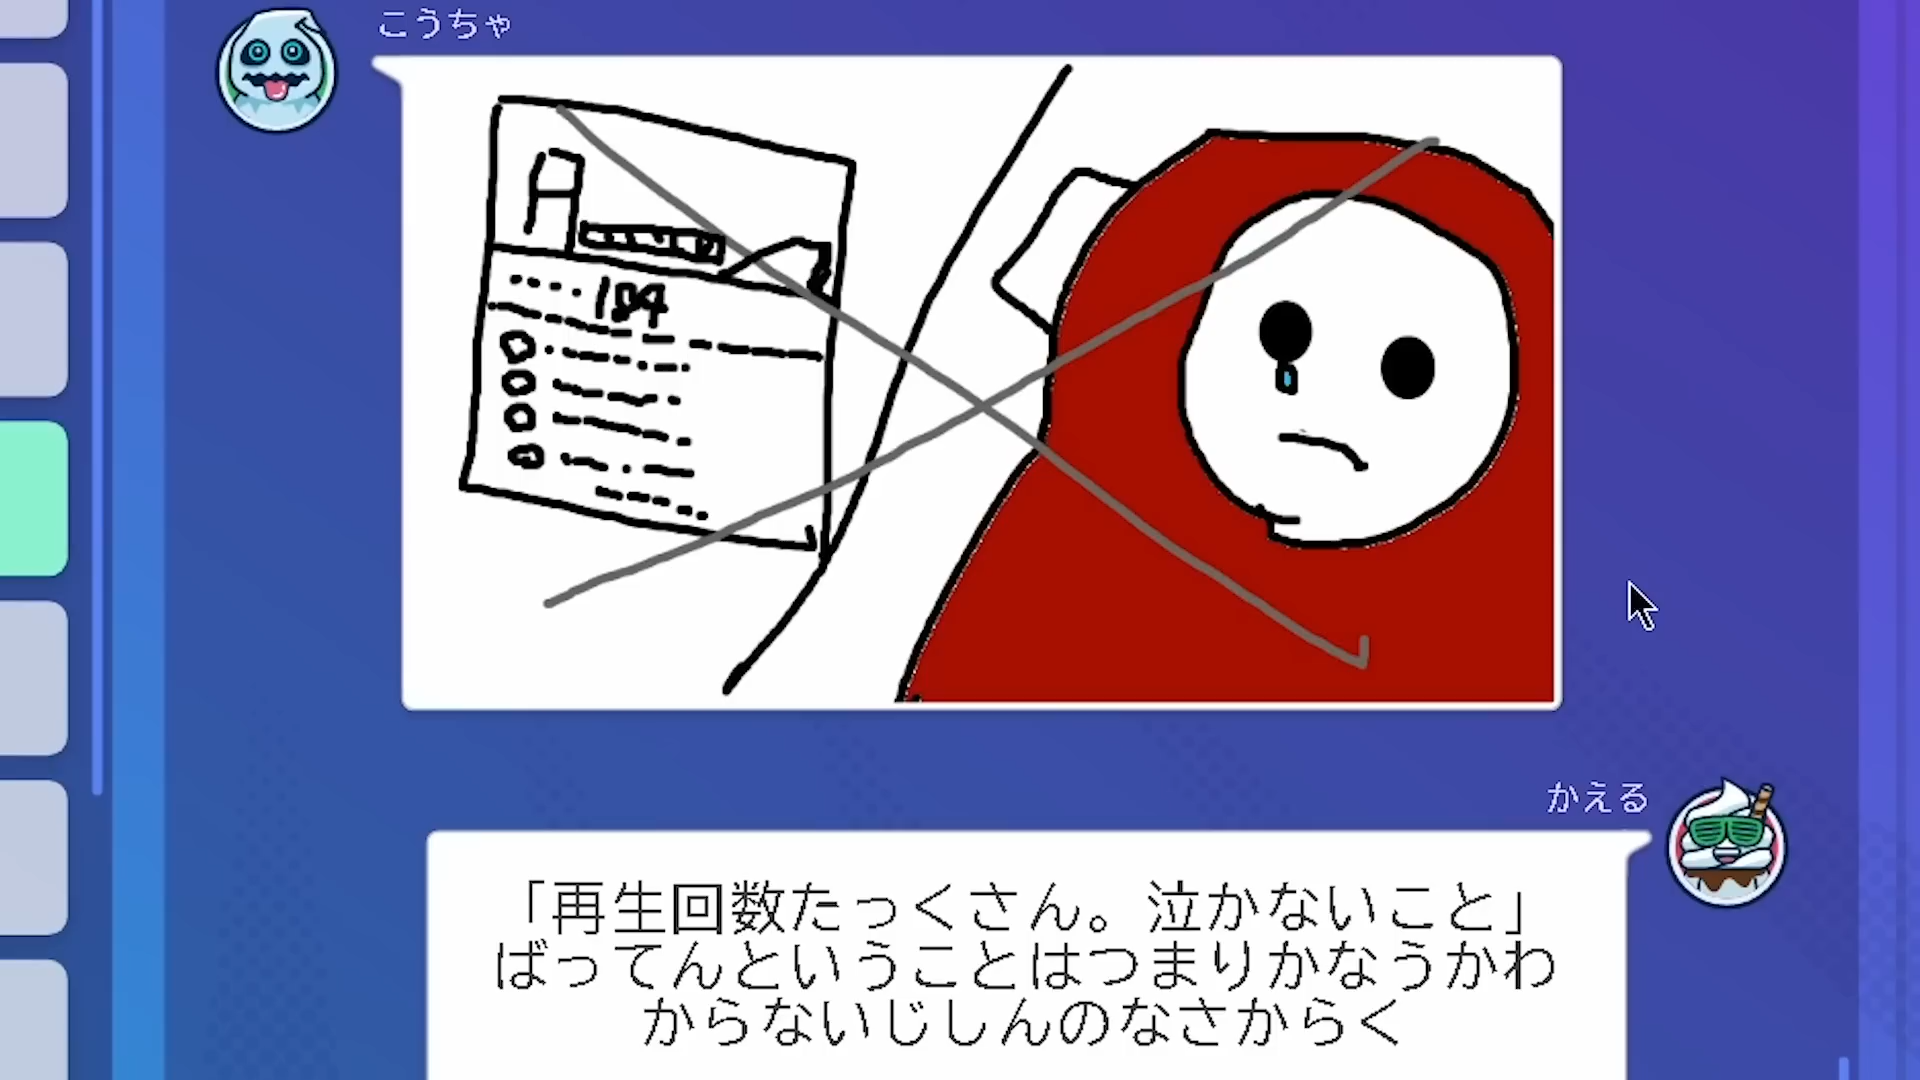 こうちゃ
184
かえる
「再生回数たっくさん。泣かないこと」
ばってんということはつまりかなうかわ
からないじしんのなさからく